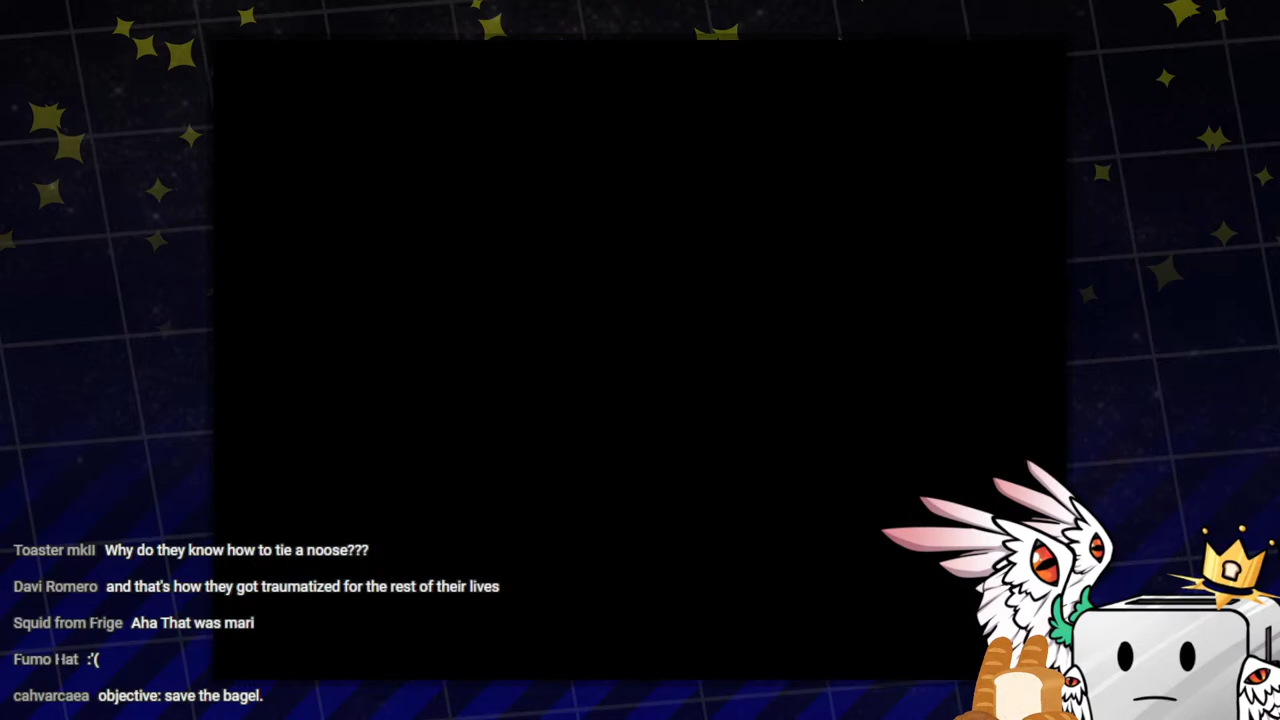 Toaster mkII Why do they know how to tie a noose???
Davi Romero and that's how they got traumatized for the rest of their lives
Squid from Frige Aha That was mari
Fumo Hat :'(
cahvarcaea objective: save the bagel.